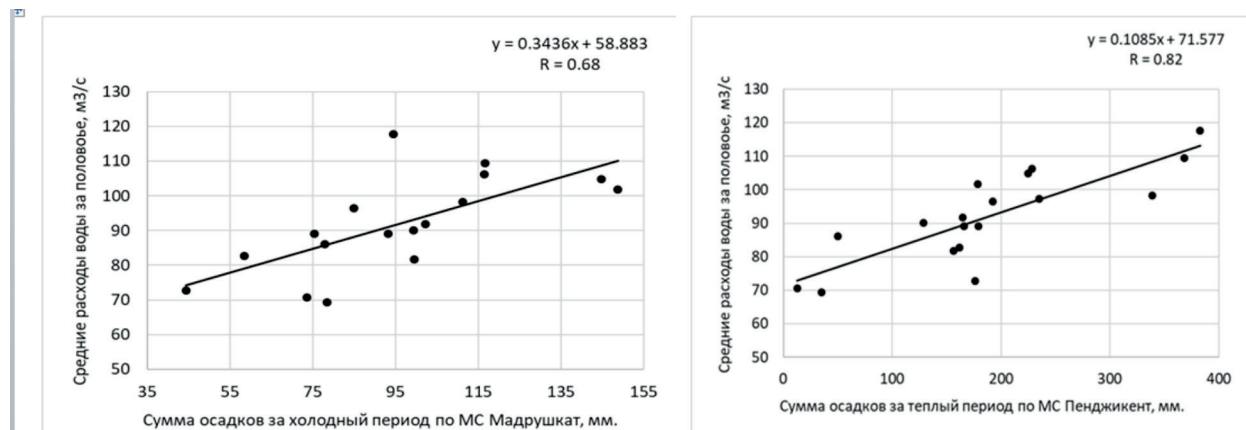 y = 0.3436x + 58.883
R = 0.68
Средние расходы воды за половоье, м3/с
130
120
110
100
90
80
70
60
50
35 55 75 95 115 135 155
Сумма осадков за холодный период по МС Мадрушкат, мм.
y = 0.1085x + 71.577
R = 0.82
Средние расходы воды за половоье, м3/с
130
120
110
100
90
80
70
60
50
0 100 200 300 400
Сумма осадков за теплый период по МС Пенджикент, мм.